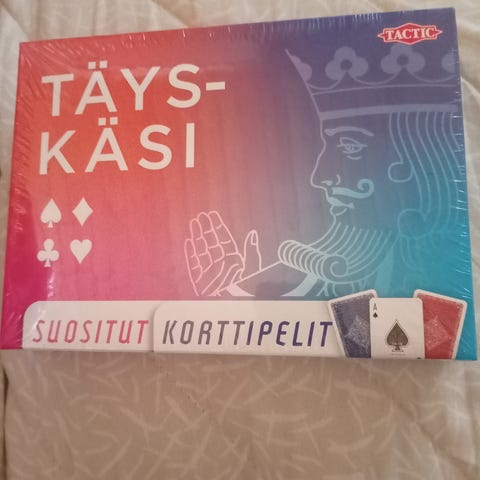 TACTIC
TÄYS-
KÄSI
SUOSITUT KORTTIPELIT
A